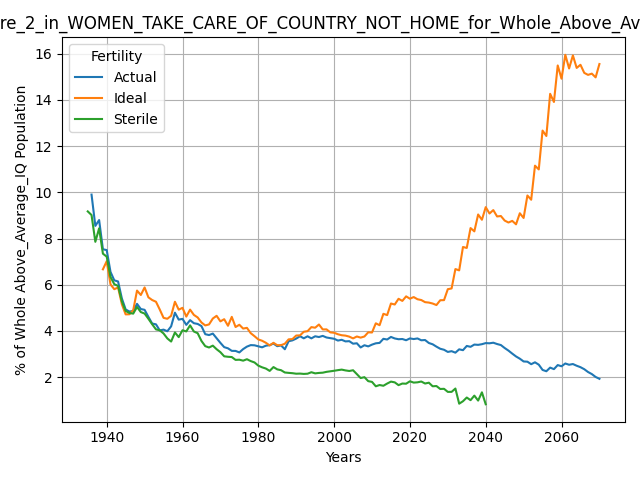 re_2_in_WOMEN_TAKE_CARE_OF_COUNTRY_NOT_HOME_for_Whole_Above_Av
Fertility
Actual
Ideal
Sterile
% of Whole Above_Average_IQ Population
16
14
12
10
8
6
4
2
1940
1960
1980
2000
2020
2040
2060
Years